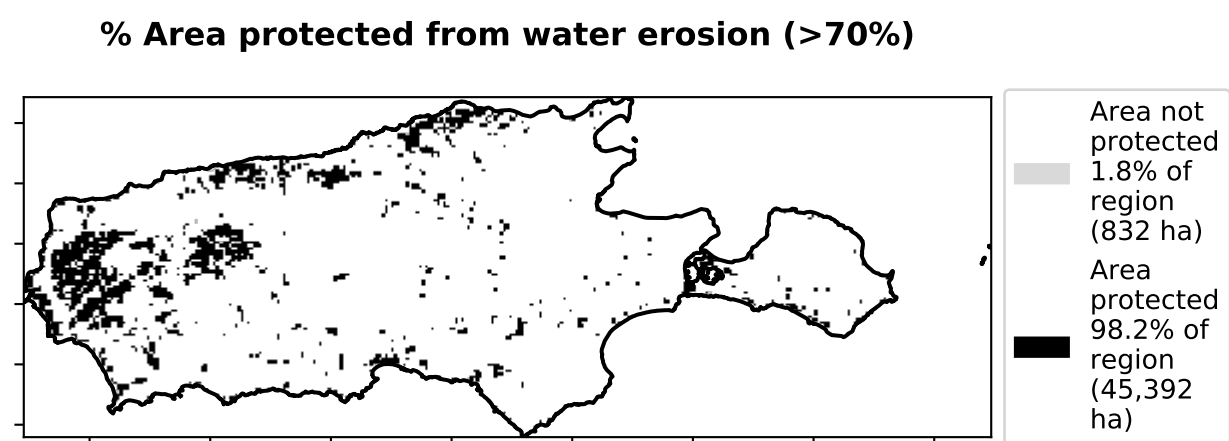 % Area protected from water erosion (>70%)
Area not
protected
1.8% of
region
(832 ha)
Area
protected
98.2% of
region
(45,392
ha)